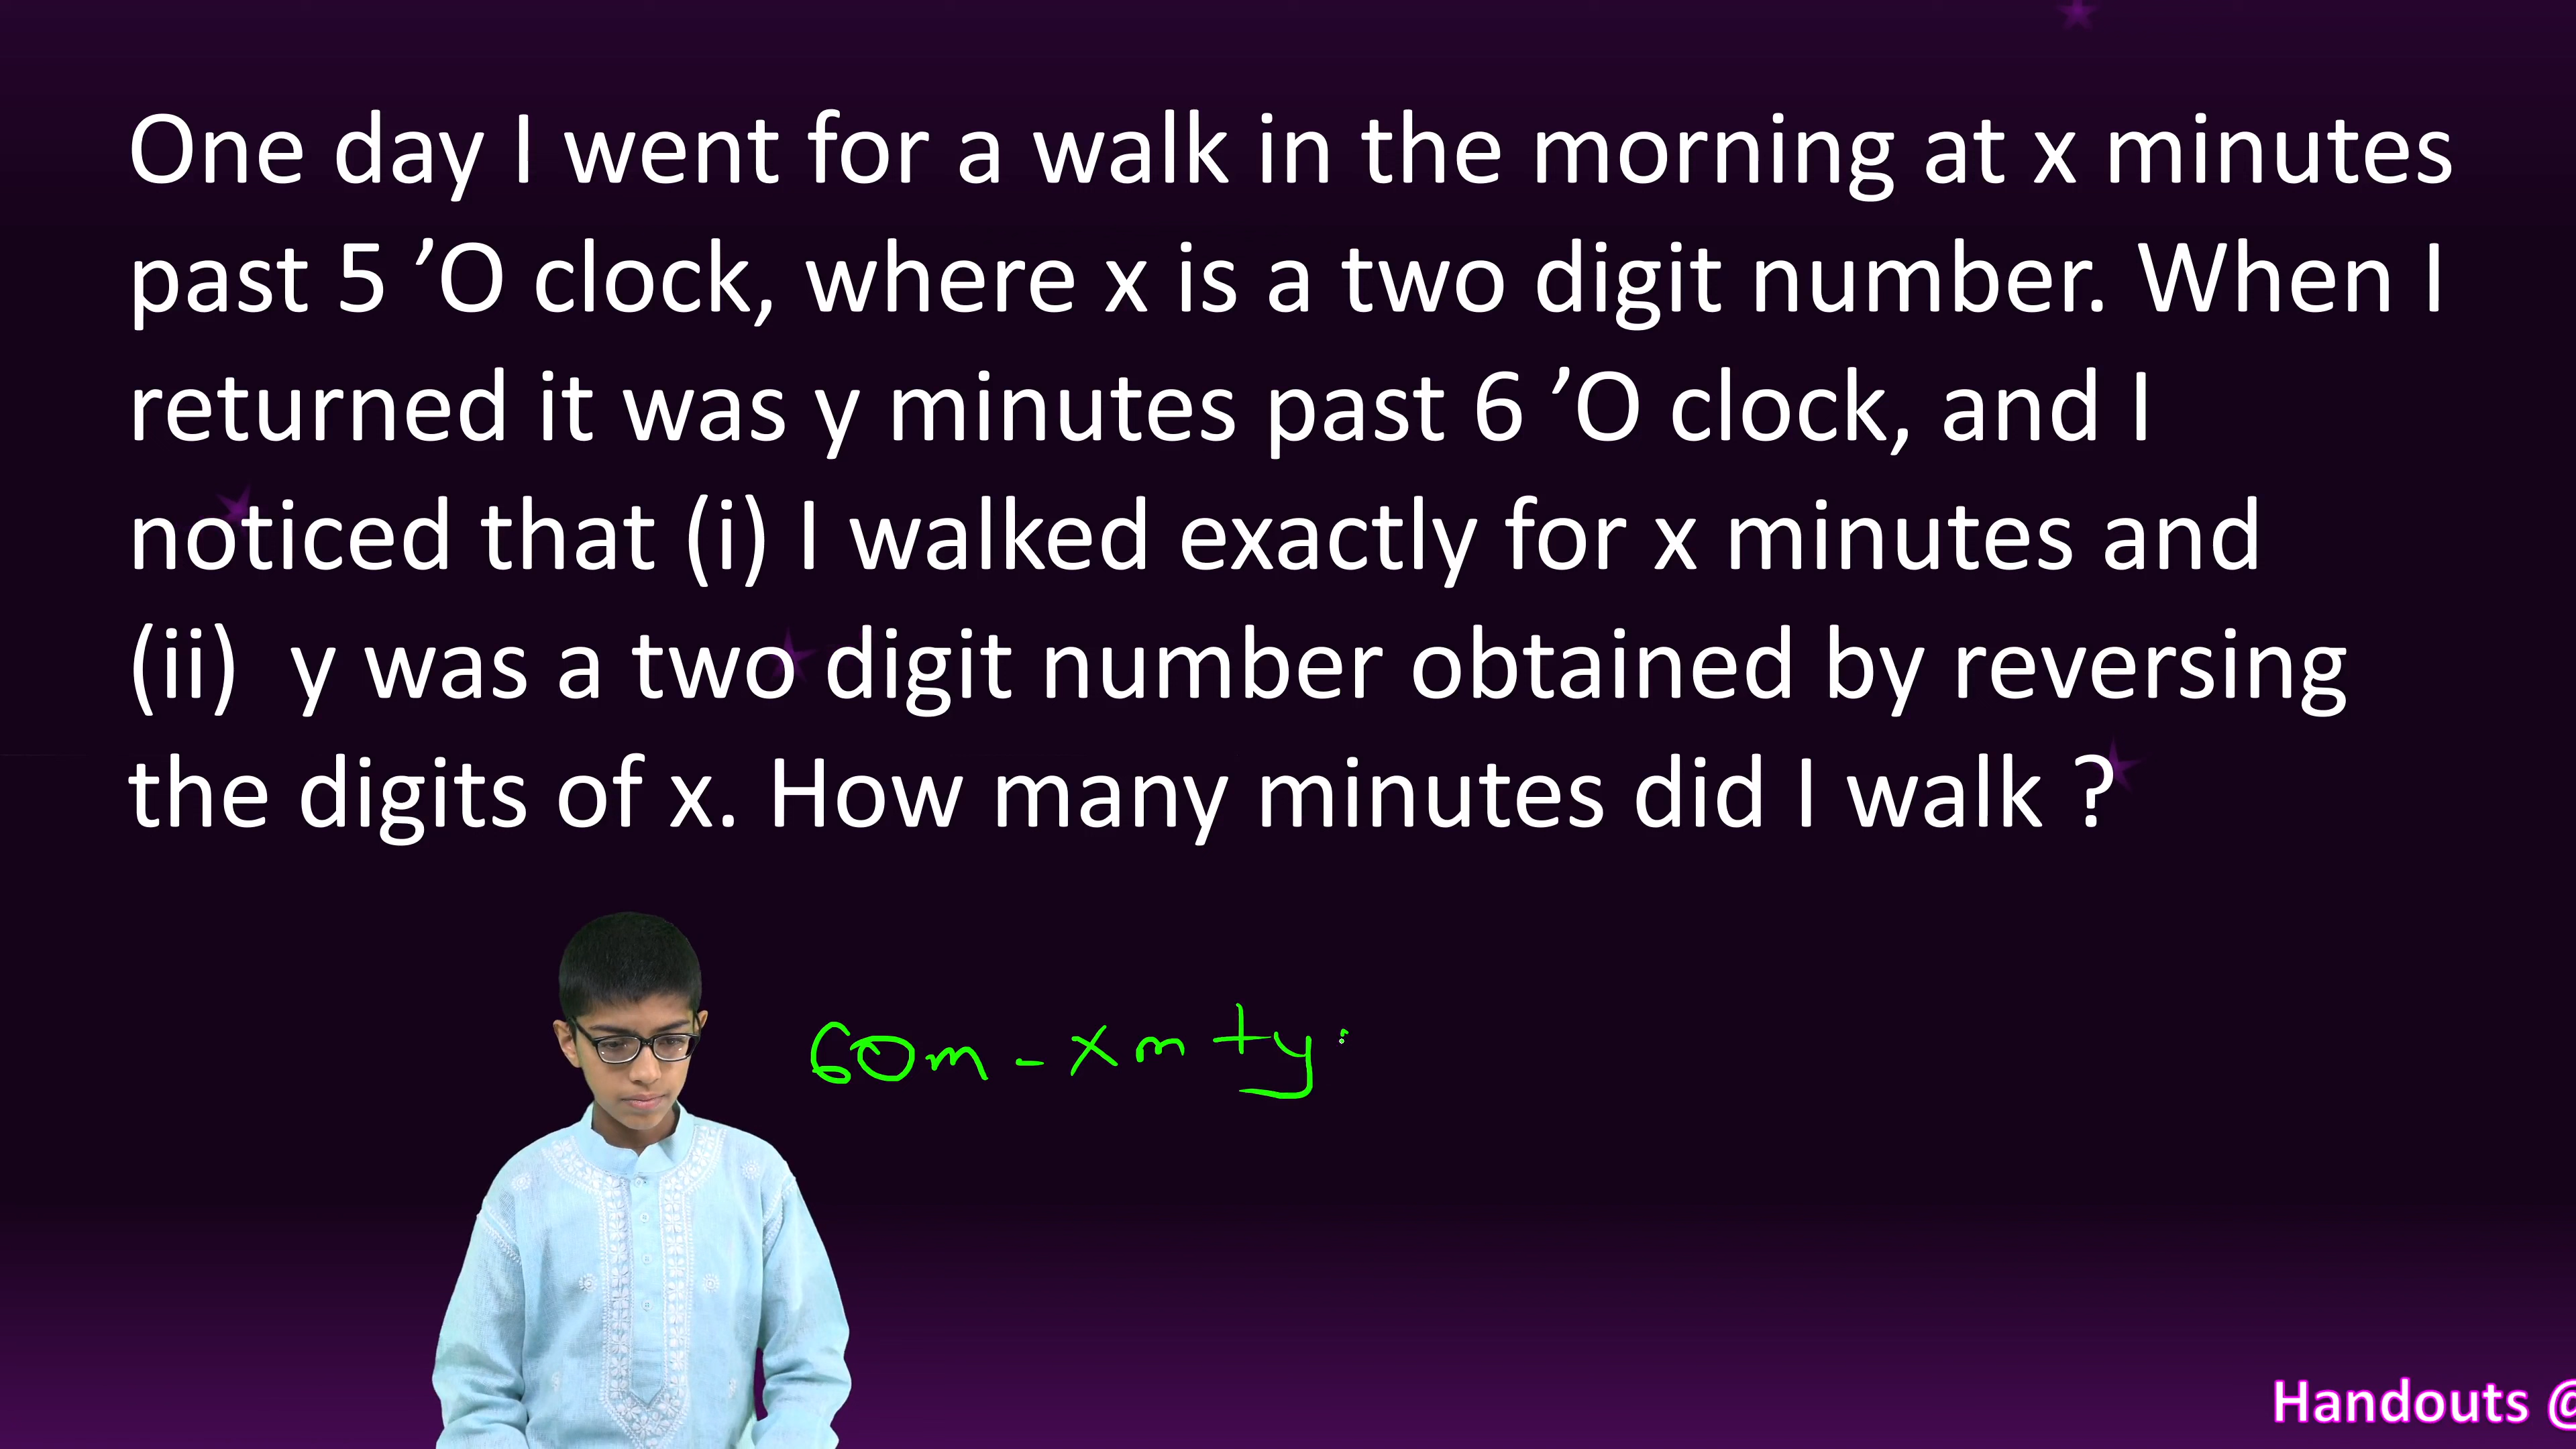 One day I went for a walk in the morning at x minutes
past 5 ’O clock, where x is a two digit number. When I
returned it was y minutes past 6 ’O clock, and I
noticed that (i) I walked exactly for x minutes and
(ii) y was a two digit number obtained by reversing
the digits of x. How many minutes did I walk ?
60m - xm + y
Handouts @